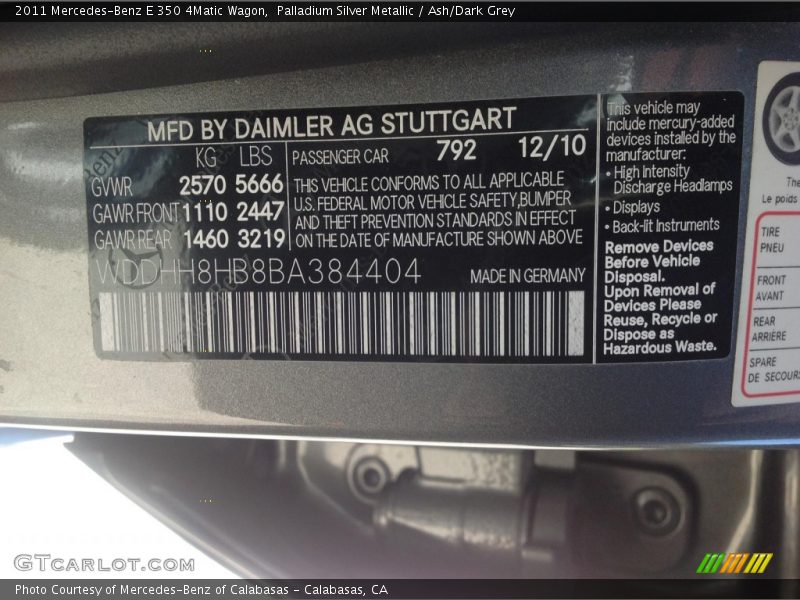 2011 Mercedes-Benz E 350 4Matic Wagon,  Palladium Silver Metallic / Ash/Dark Grey
MFD BY DAIMLER AG STUTTGART
KG LBS
GVWR 2570 5666
GAWR FRONT 1110 2447
GAWR REAR 1460 3219
PASSENGER CAR 792 12/10
THIS VEHICLE CONFORMS TO ALL APPLICABLE
U.S. FEDERAL MOTOR VEHICLE SAFETY,BUMPER
AND THEFT PREVENTION STANDARDS IN EFFECT
ON THE DATE OF MANUFACTURE SHOWN ABOVE
WDDHH8HB8BA384404
MADE IN GERMANY
This vehicle may
include mercury-added
devices installed by the
manufacturer:
• High Intensity
Discharge Headlamps
• Displays
• Back-lit Instruments
Remove Devices
Before Vehicle
Disposal.
Upon Removal of
Devices Please
Reuse, Recycle or
Dispose as
Hazardous Waste.
The
Le poids
TIRE
PNEU
FRONT
AVANT
REAR
ARRIÈRE
SPARE
DE SECOURS
GTCARLOT.COM
Photo Courtesy of Mercedes-Benz of Calabasas - Calabasas, CA